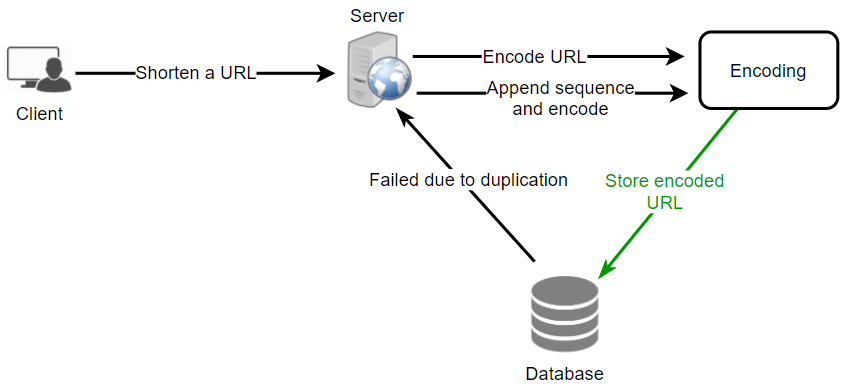 Server
Shorten a URL
Encode URL
Encoding
Append sequence
and encode
Client
Failed due to duplication
Store encoded
URL
Database